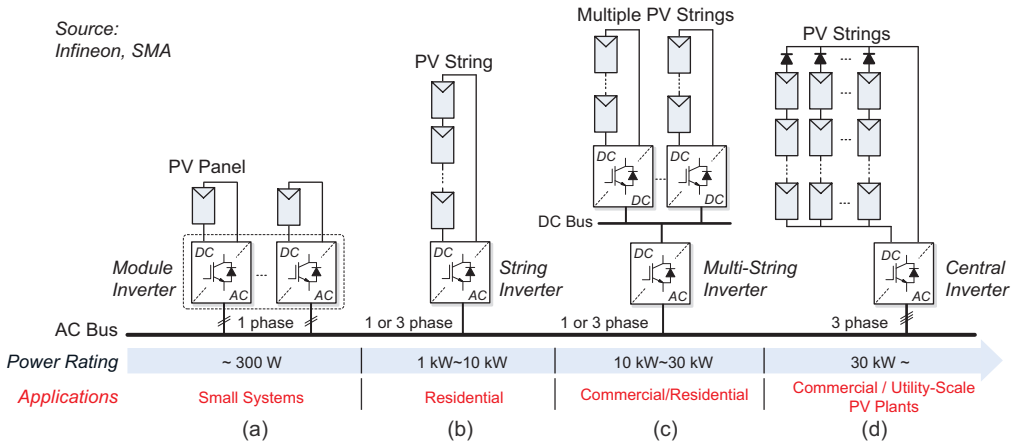 Source:
Infineon, SMA
PV Panel
PV String
Multiple PV Strings
PV Strings
DC
AC
DC
AC
DC
AC
DC
DC
DC
DC
DC
AC
DC
AC
Module
Inverter
String
Inverter
DC Bus
Multi-String
Inverter
Central
Inverter
AC Bus
1 phase
1 or 3 phase
1 or 3 phase
3 phase
Power Rating
~ 300 W
1 kW~10 kW
10 kW~30 kW
30 kW ~
Applications
Small Systems
Residential
Commercial/Residential
Commercial / Utility-Scale
PV Plants
(a)
(b)
(c)
(d)